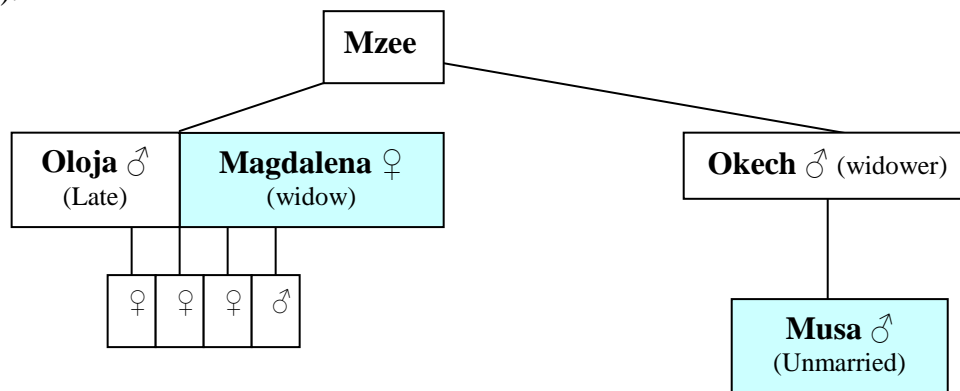 ).
Mzee
Oloja ♂
(Late)
Magdalena ♀
(widow)
Okech ♂ (widower)
♀ ♀ ♀ ♂
Musa ♂
(Unmarried)